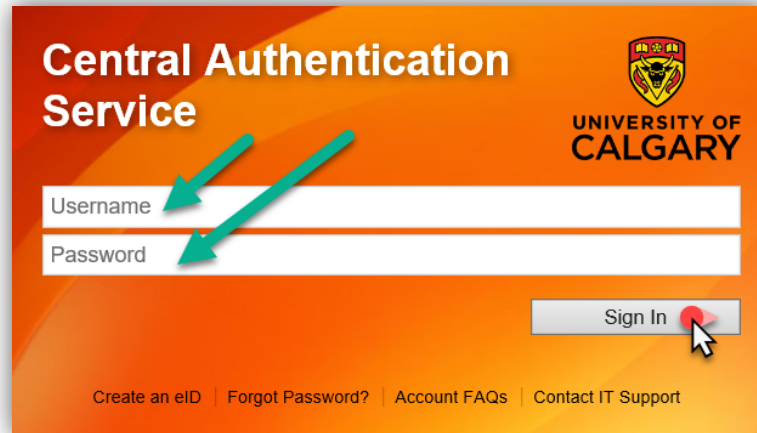 Central Authentication
Service
UNIVERSITY OF
CALGARY
Username
Password
Sign In
Create an eID | Forgot Password? | Account FAQs | Contact IT Support